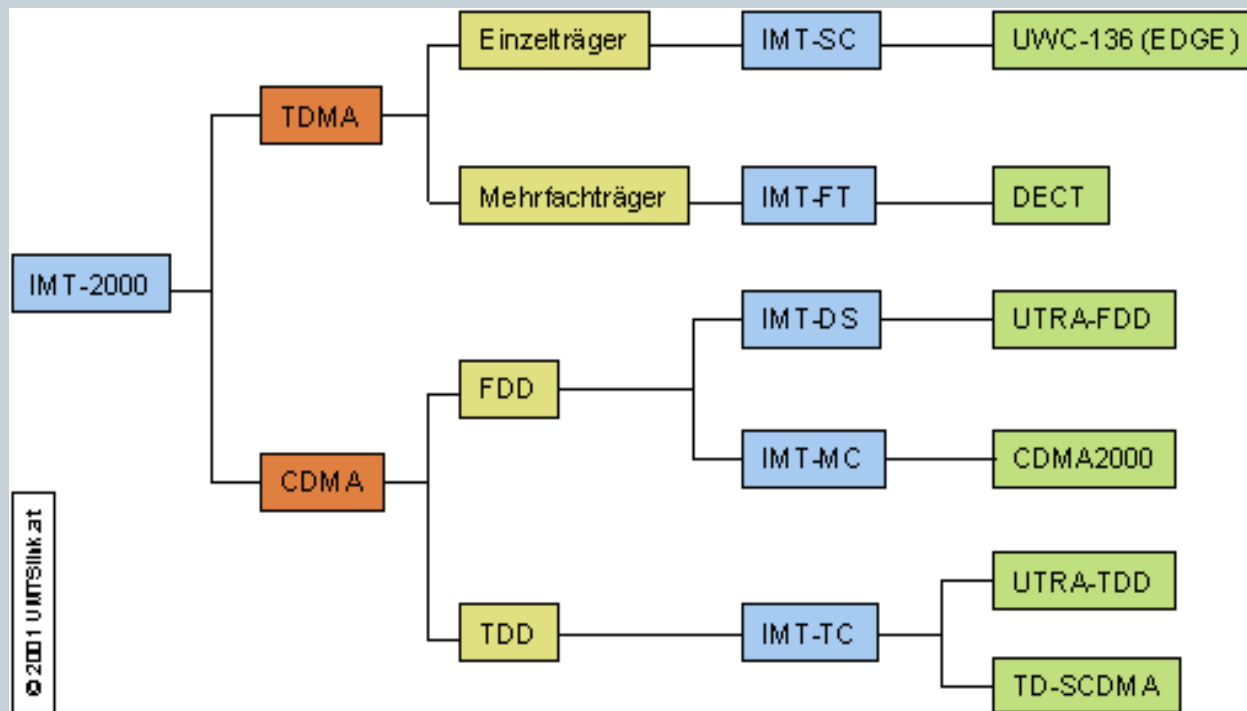 Einzelträger
IMT-SC
UWC-136 (EDGE)
TDMA
Mehrfachträger
IMT-FT
DECT
IMT-2000
IMT-DS
UTRA-FDD
FDD
IMT-MC
CDMA2000
CDMA
UTRA-TDD
TDD
IMT-TC
TD-SCDMA
© 2001 UMTSlink.at